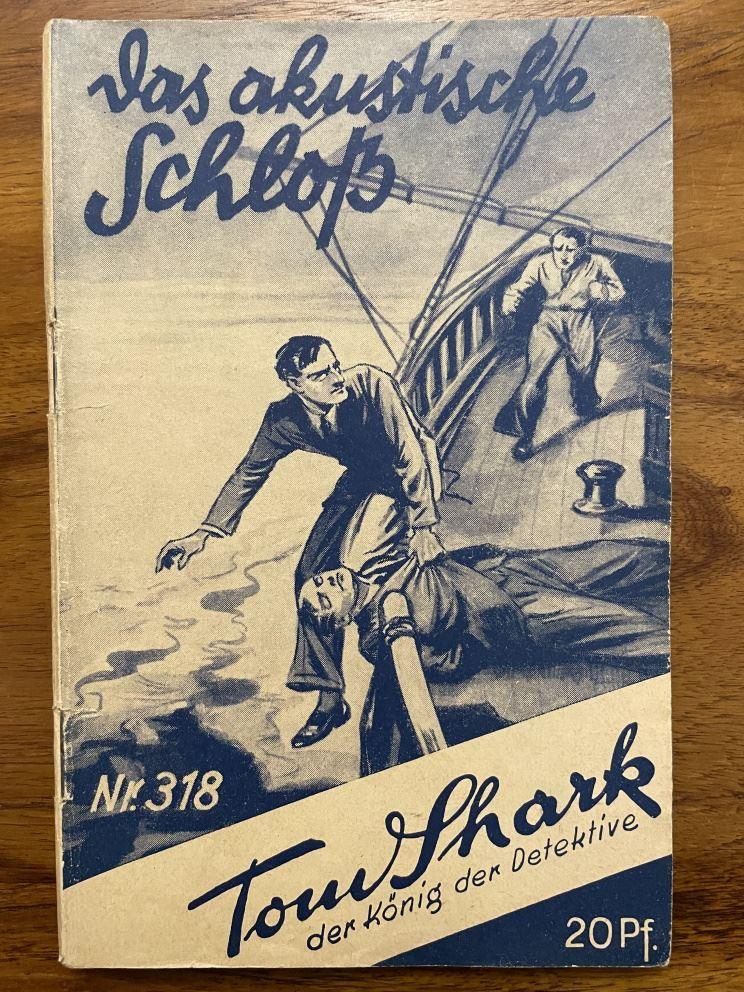 Das akustische
Schloß
Nr. 318
Tom Shark
der König der Detektive
20 Pf.